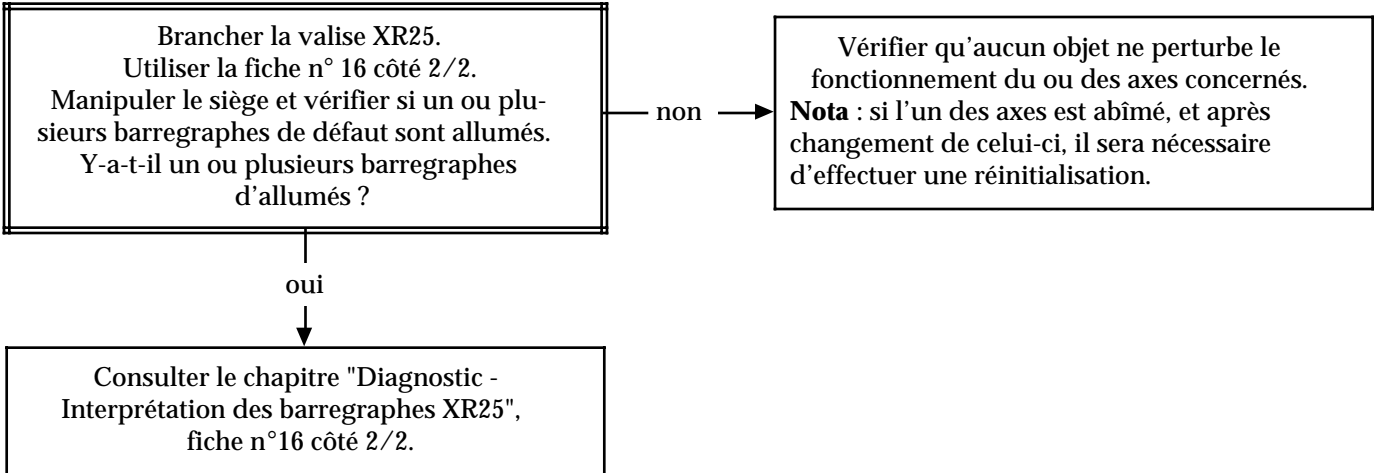 Brancher la valise XR25.
Utiliser la fiche n° 16 côté 2/2.
Manipuler le siège et vérifier si un ou plu-
sieurs barregraphes de défaut sont allumés.
Y-a-t-il un ou plusieurs barregraphes
d'allumés ?
non
Vérifier qu'aucun objet ne perturbe le
fonctionnement du ou des axes concernés.
Nota : si l'un des axes est abîmé, et après
changement de celui-ci, il sera nécessaire
d'effectuer une réinitialisation.
oui
Consulter le chapitre "Diagnostic -
Interprétation des barregraphes XR25",
fiche n°16 côté 2/2.